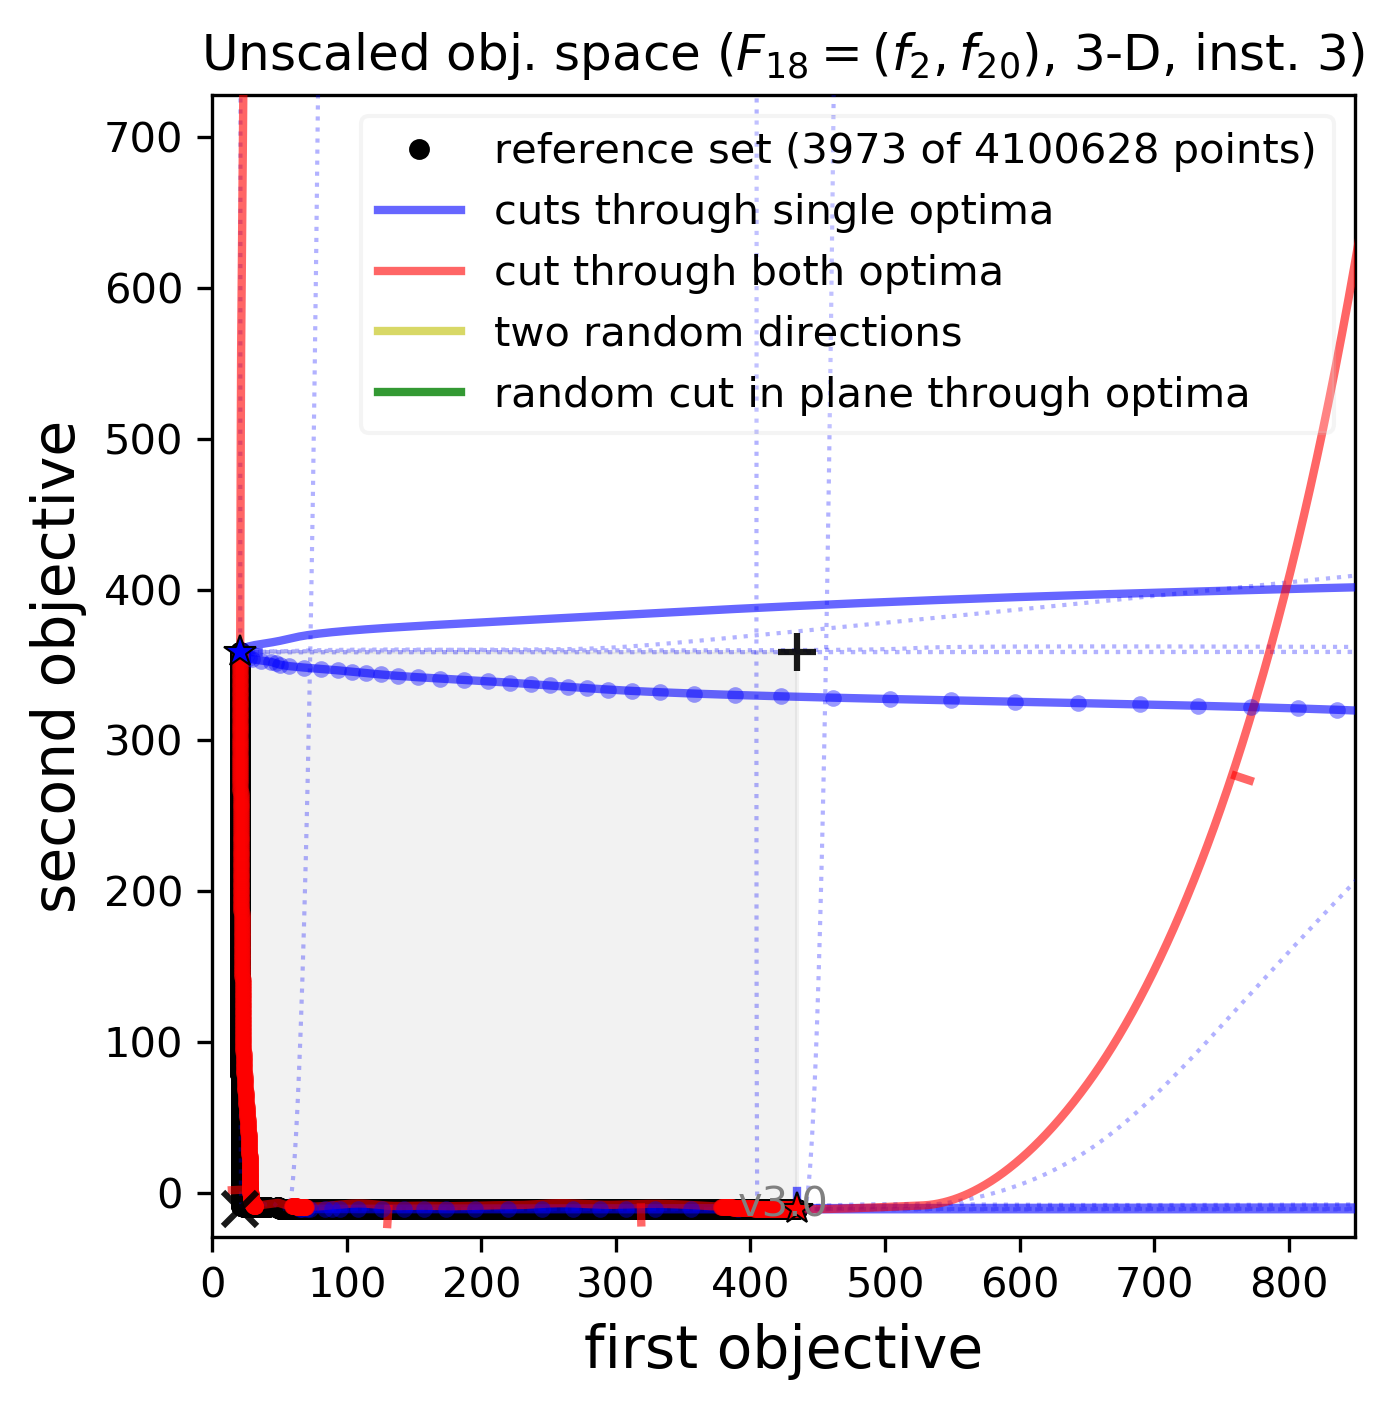 Unscaled obj. space (F₁₈ = (f₂, f₂₀), 3-D, inst. 3)
reference set (3973 of 4100628 points)
cuts through single optima
cut through both optima
two random directions
random cut in plane through optima
700
600
500
400
300
200
100
0
second objective
v3.0
0 100 200 300 400 500 600 700 800
first objective